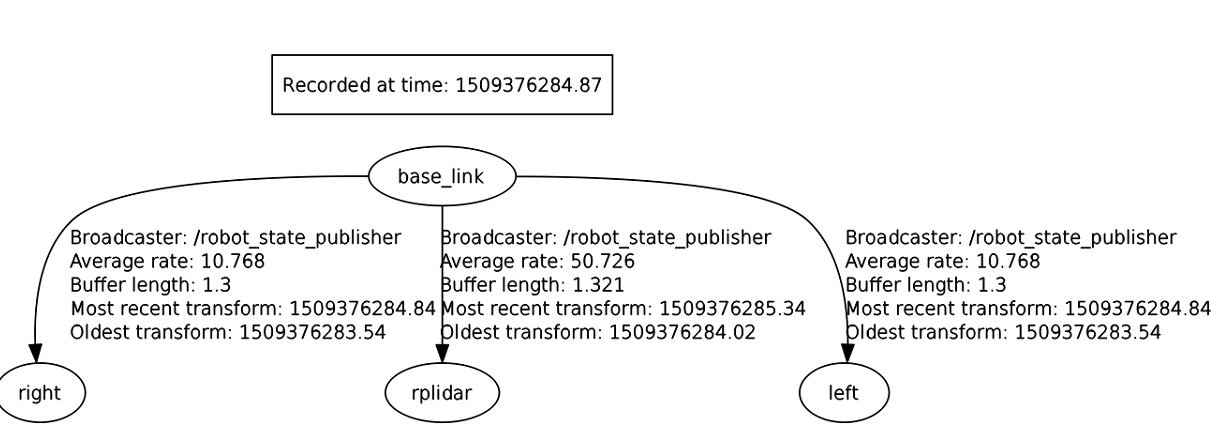 Recorded at time: 1509376284.87
base_link
Broadcaster: /robot_state_publisher
Average rate: 10.768
Buffer length: 1.3
Most recent transform: 1509376284.84
Oldest transform: 1509376283.54
Broadcaster: /robot_state_publisher
Average rate: 50.726
Buffer length: 1.321
Most recent transform: 1509376285.34
Oldest transform: 1509376284.02
Broadcaster: /robot_state_publisher
Average rate: 10.768
Buffer length: 1.3
Most recent transform: 1509376284.84
Oldest transform: 1509376283.54
right
rplidar
left